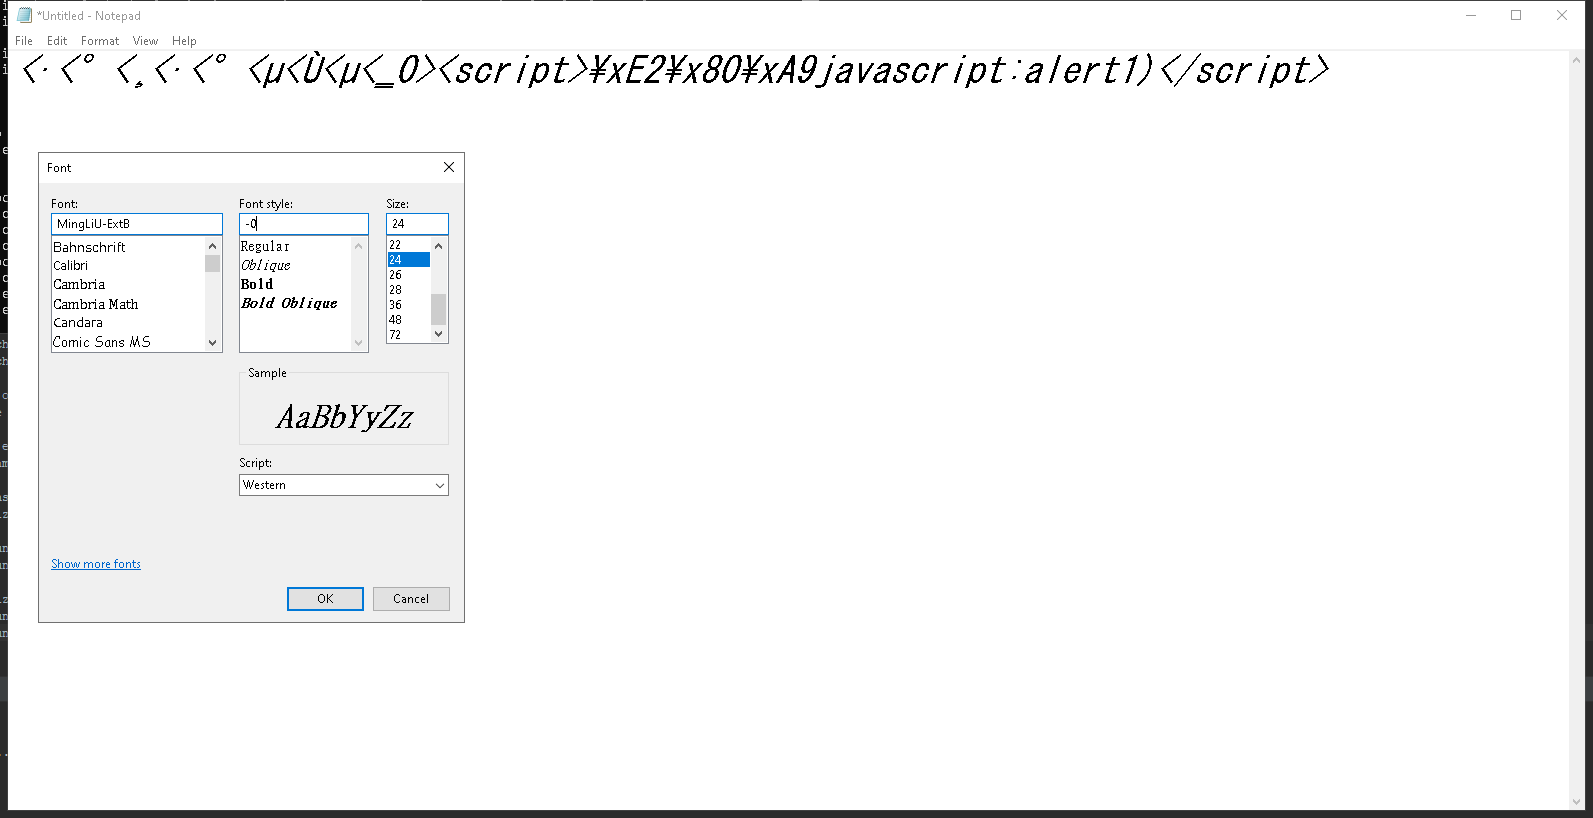 *Untitled - Notepad
File Edit Format View Help
<·<° <¸<·<° <µ<Ù<µ<‗0><script>¥xE2¥x80¥xA9javascript:alert1)</script>
Font
Font: Font style: Size:
MingLiU-ExtB -0 24
Bahnschrift Regular 22
Calibri Oblique 24
Cambria Bold 26
Cambria Math Bold Oblique 28
Candara 36
Comic Sans MS 48
72
Sample
AaBbYyZz
Script:
Western
Show more fonts
OK Cancel